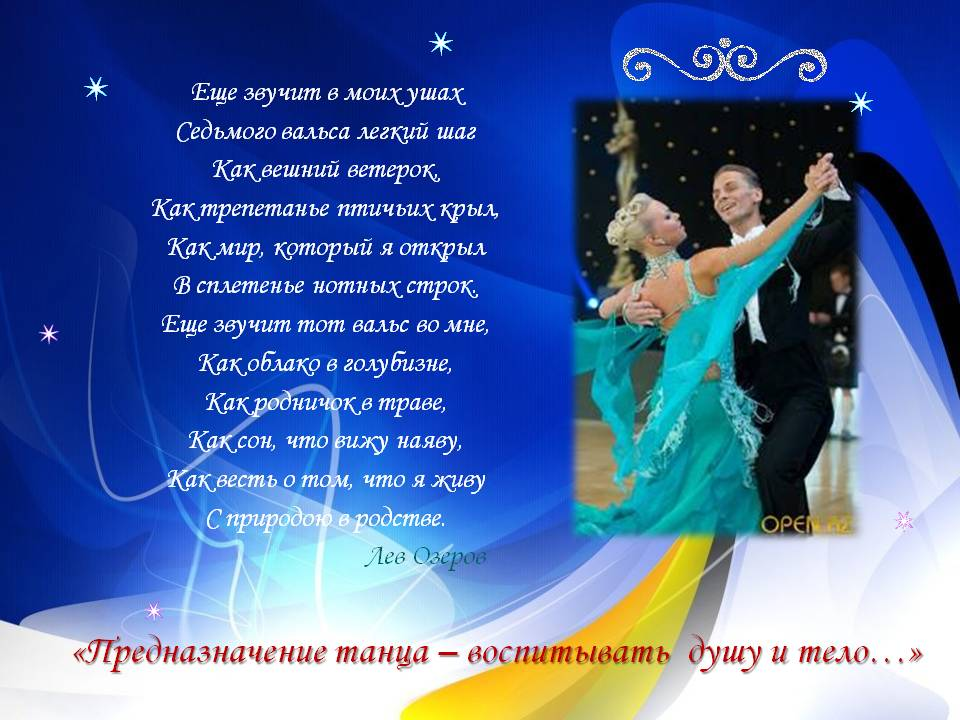 Еще звучит в моих ушах
Седьмого вальса легкий шаг
Как вешний ветерок,
Как трепетанье птичьих крыл,
Как мир, который я открыл
В сплетенье нотных строк.
Еще звучит тот вальс во мне,
Как облако в голубизне,
Как родничок в траве,
Как сон, что вижу наяву,
Как весть о том, что я живу
С природою в родстве.
Лев Озеров
OPEN.AZ
«Предназначение танца – воспитывать душу и тело…»